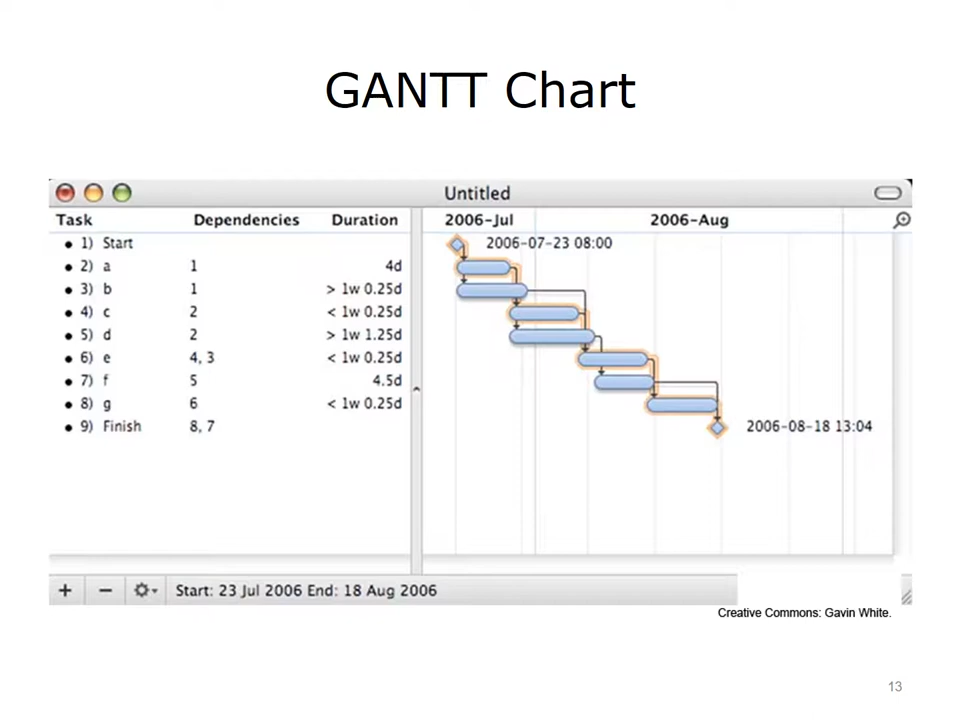 GANTT Chart
Untitled
Task Dependencies Duration 2006-Jul 2006-Aug
1) Start 2006-07-23 08:00
2) a 1 4d
3) b 1 > 1w 0.25d
4) c 2 < 1w 0.25d
5) d 2 > 1w 1.25d
6) e 4, 3 < 1w 0.25d
7) f 5 4.5d
8) g 6 < 1w 0.25d
9) Finish 8, 7 2006-08-18 13:04
Start: 23 Jul 2006 End: 18 Aug 2006
Creative Commons: Gavin White.
13